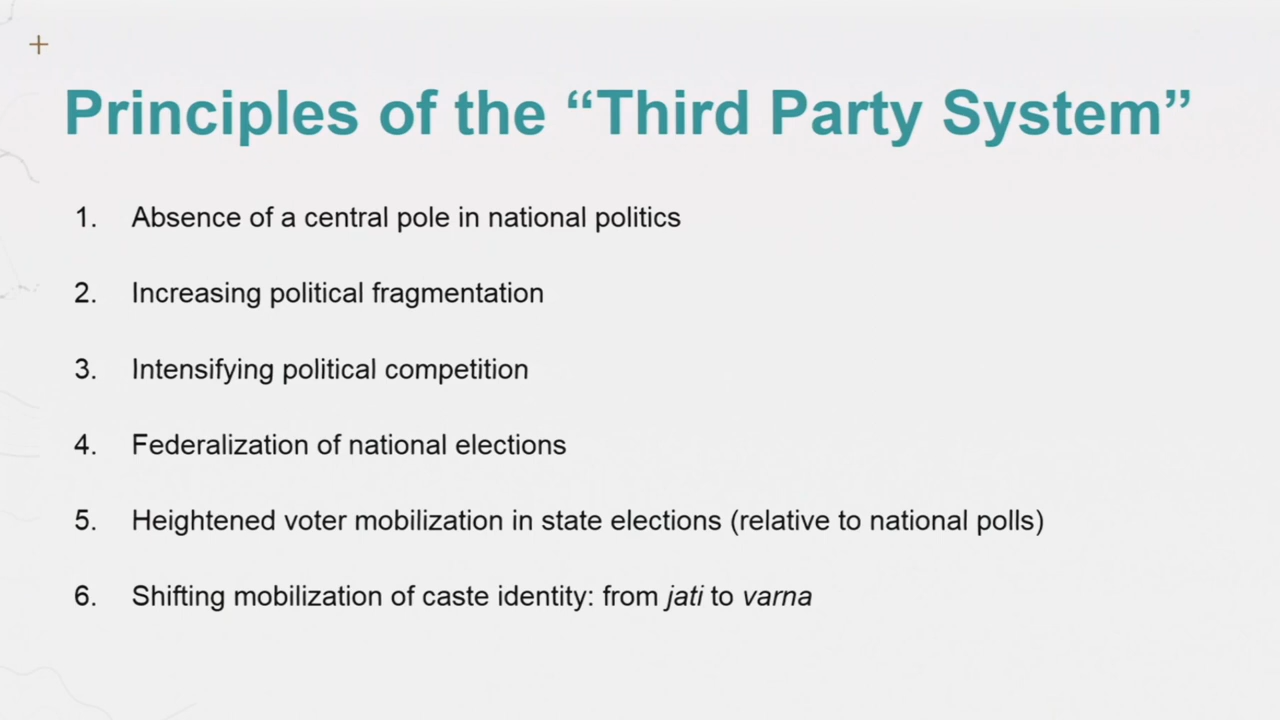 Principles of the “Third Party System”
1. Absence of a central pole in national politics
2. Increasing political fragmentation
3. Intensifying political competition
4. Federalization of national elections
5. Heightened voter mobilization in state elections (relative to national polls)
6. Shifting mobilization of caste identity: from jati to varna